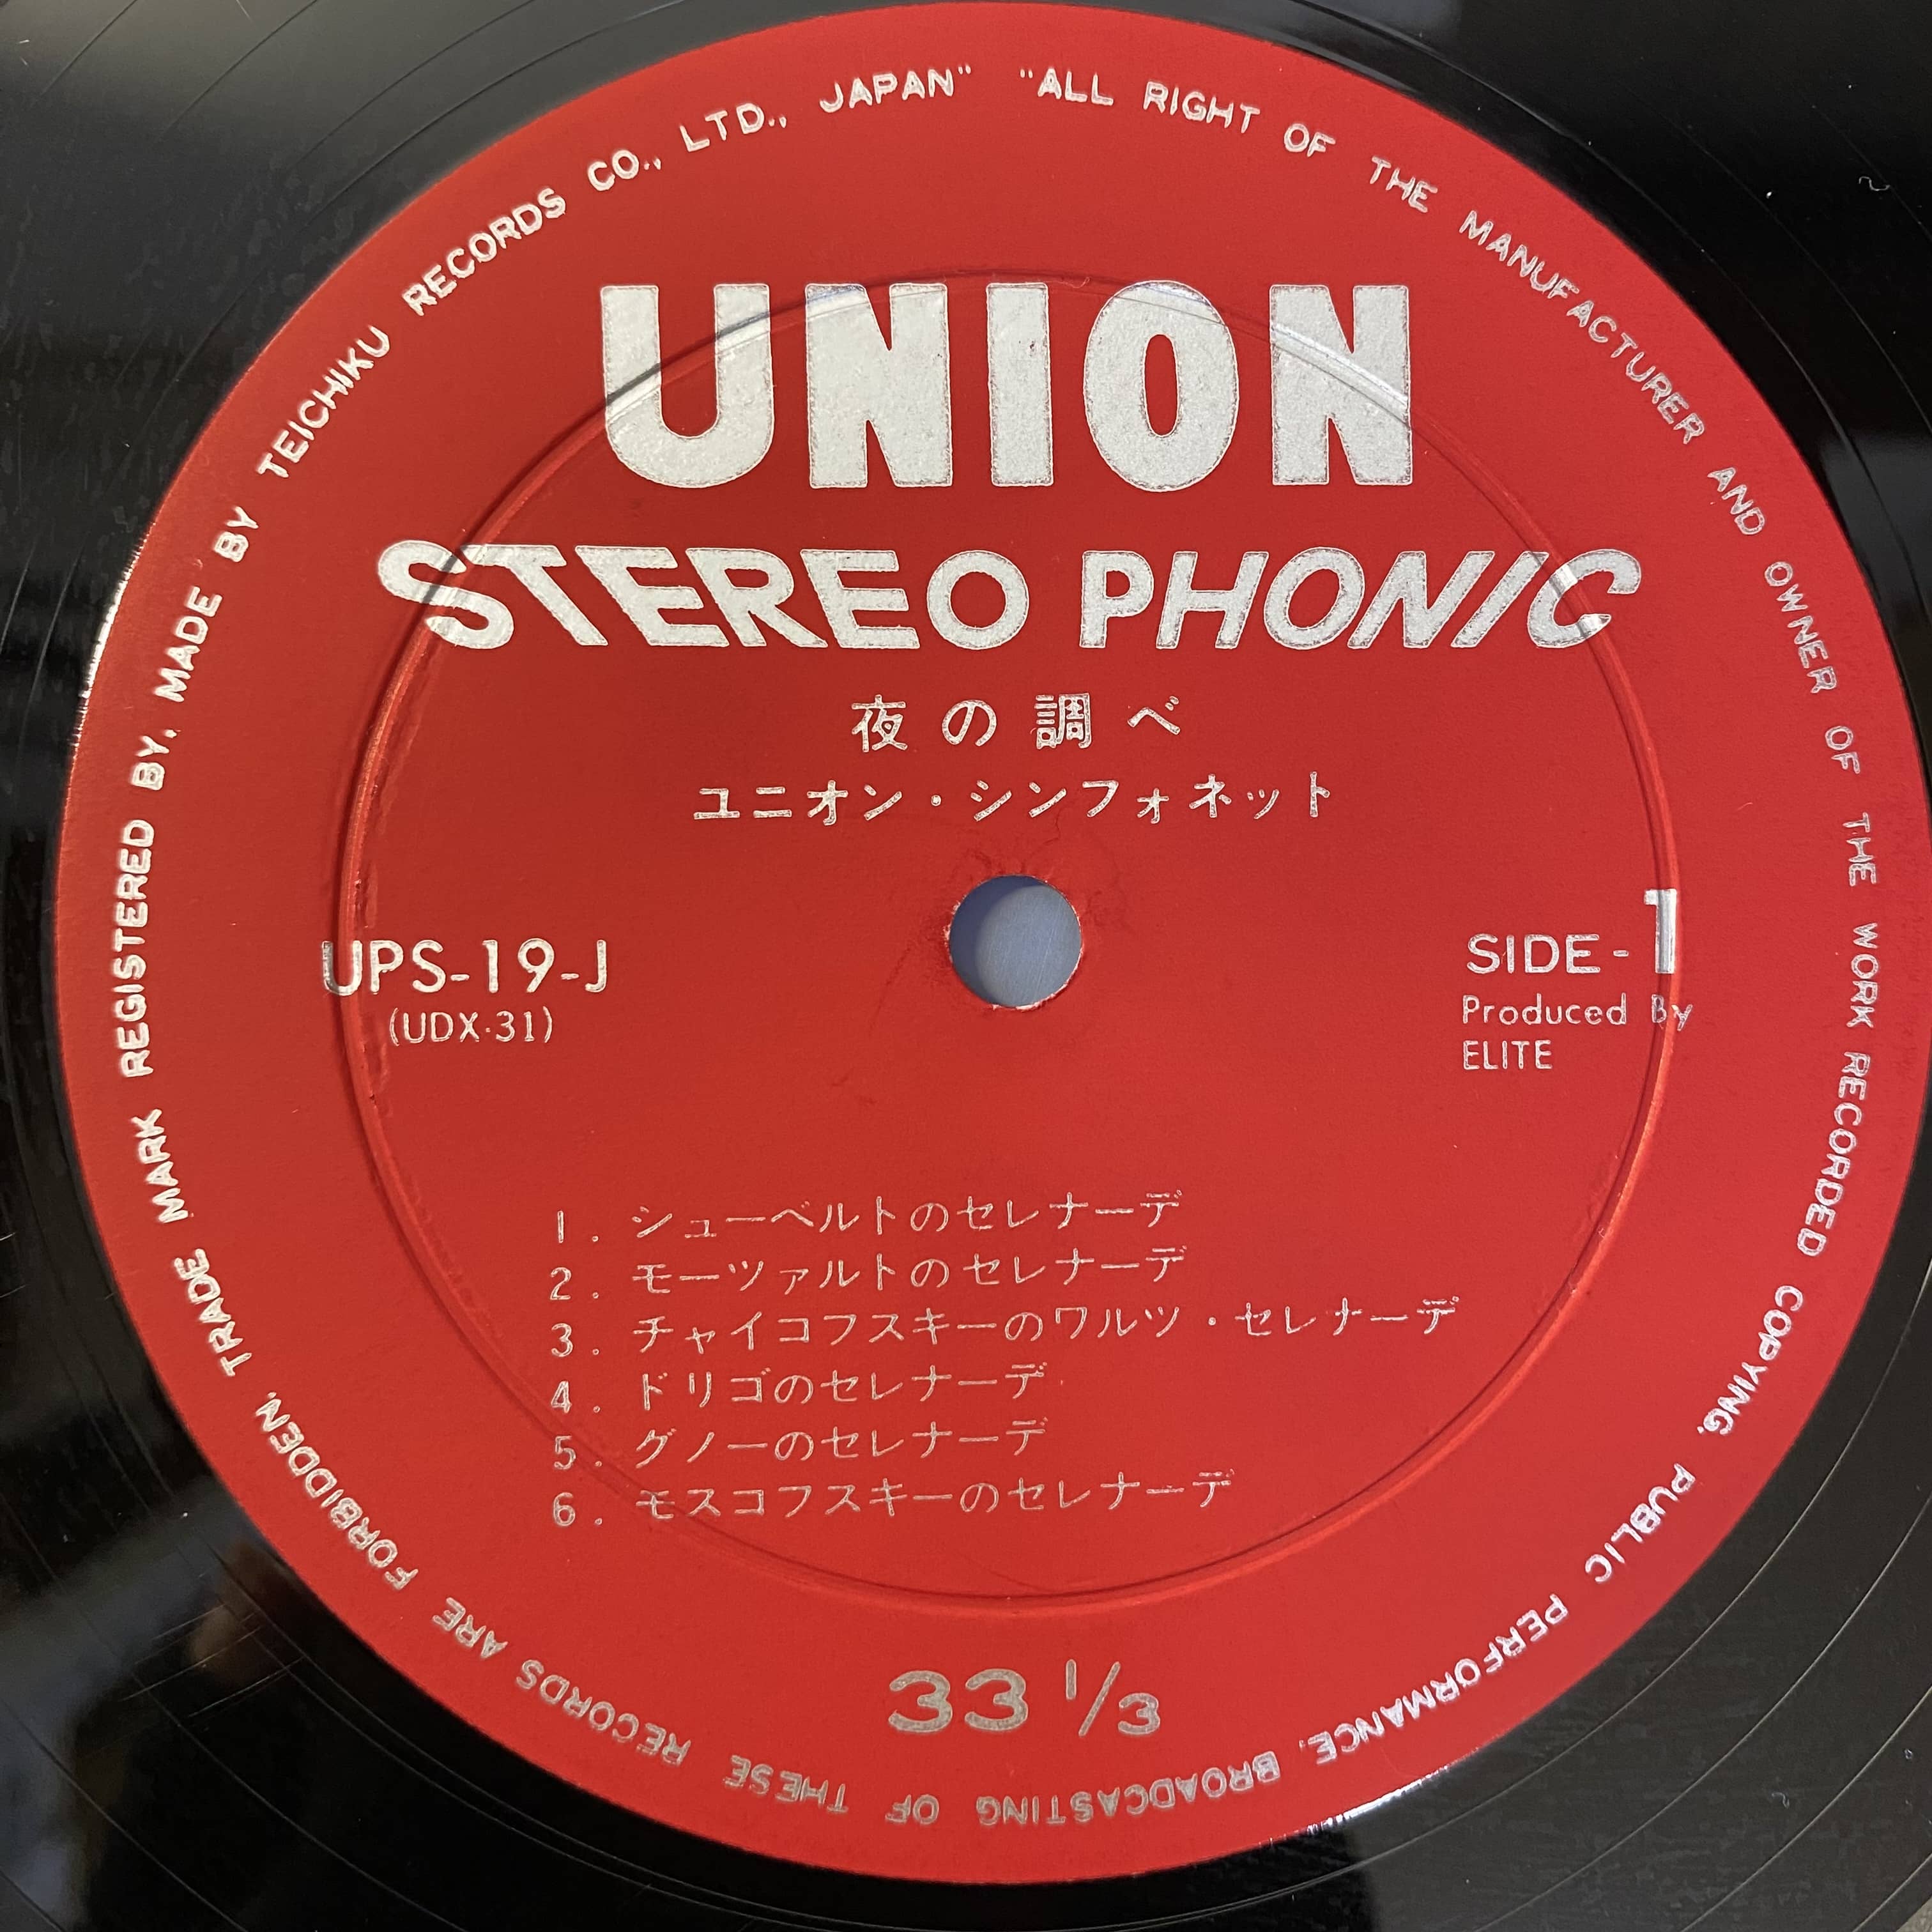 UNION
STEREO PHONIC
夜の調べ
ユニオン・シンフォネット
UPS-19-J
(UDX·31)
SIDE-1
Produced By
ELITE
1. シューベルトのセレナーデ
2. モーツァルトのセレナーデ
3. チャイコフスキーのワルツ・セレナーデ
4. ドリゴのセレナーデ
5. グノーのセレナーデ
6. モスコフスキーのセレナーデ
33 1/3
"ALL RIGHT OF THE MANUFACTURER AND OWNER OF THE WORK RECORDED COPYING, PUBLIC PERFORMANCE, BROADCASTING OF THESE RECORDS ARE FORBIDDEN, TRADE MARK REGISTERED BY, MADE BY TEICHIKU RECORDS CO., LTD., JAPAN"